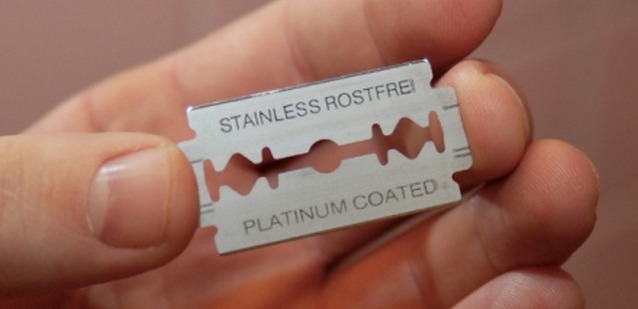 STAINLESS ROSTFREI
PLATINUM COATED